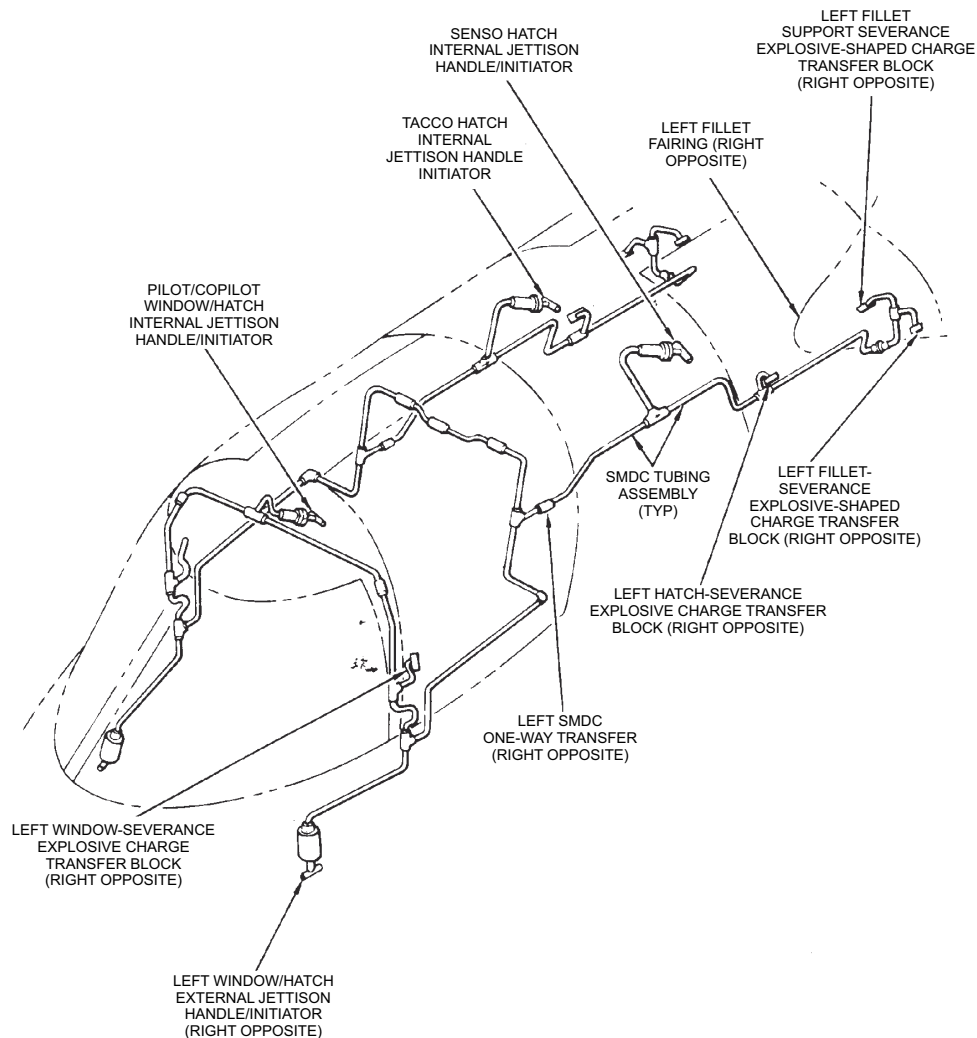 SENSO HATCH
INTERNAL JETTISON
HANDLE/INITIATOR
LEFT FILLET
SUPPORT SEVERANCE
EXPLOSIVE-SHAPED CHARGE
TRANSFER BLOCK
(RIGHT OPPOSITE)
TACCO HATCH
INTERNAL
JETTISON HANDLE
INITIATOR
LEFT FILLET
FAIRING (RIGHT
OPPOSITE)
PILOT/COPILOT
WINDOW/HATCH
INTERNAL JETTISON
HANDLE/INITIATOR
SMDC TUBING
ASSEMBLY
(TYP)
LEFT FILLET-
SEVERANCE
EXPLOSIVE-SHAPED
CHARGE TRANSFER
BLOCK (RIGHT OPPOSITE)
LEFT HATCH-SEVERANCE
EXPLOSIVE CHARGE TRANSFER
BLOCK (RIGHT OPPOSITE)
LEFT SMDC
ONE-WAY TRANSFER
(RIGHT OPPOSITE)
LEFT WINDOW-SEVERANCE
EXPLOSIVE CHARGE
TRANSFER BLOCK
(RIGHT OPPOSITE)
LEFT WINDOW/HATCH
EXTERNAL JETTISON
HANDLE/INITIATOR
(RIGHT OPPOSITE)